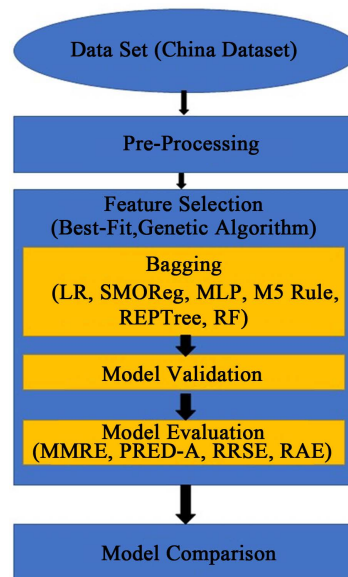 Data Set (China Dataset)
Pre-Processing
Feature Selection
(Best-Fit,Genetic Algorithm)
Bagging
(LR, SMOReg, MLP, M5 Rule,
REPTree, RF)
Model Validation
Model Evaluation
(MMRE, PRED-A, RRSE, RAE)
Model Comparison